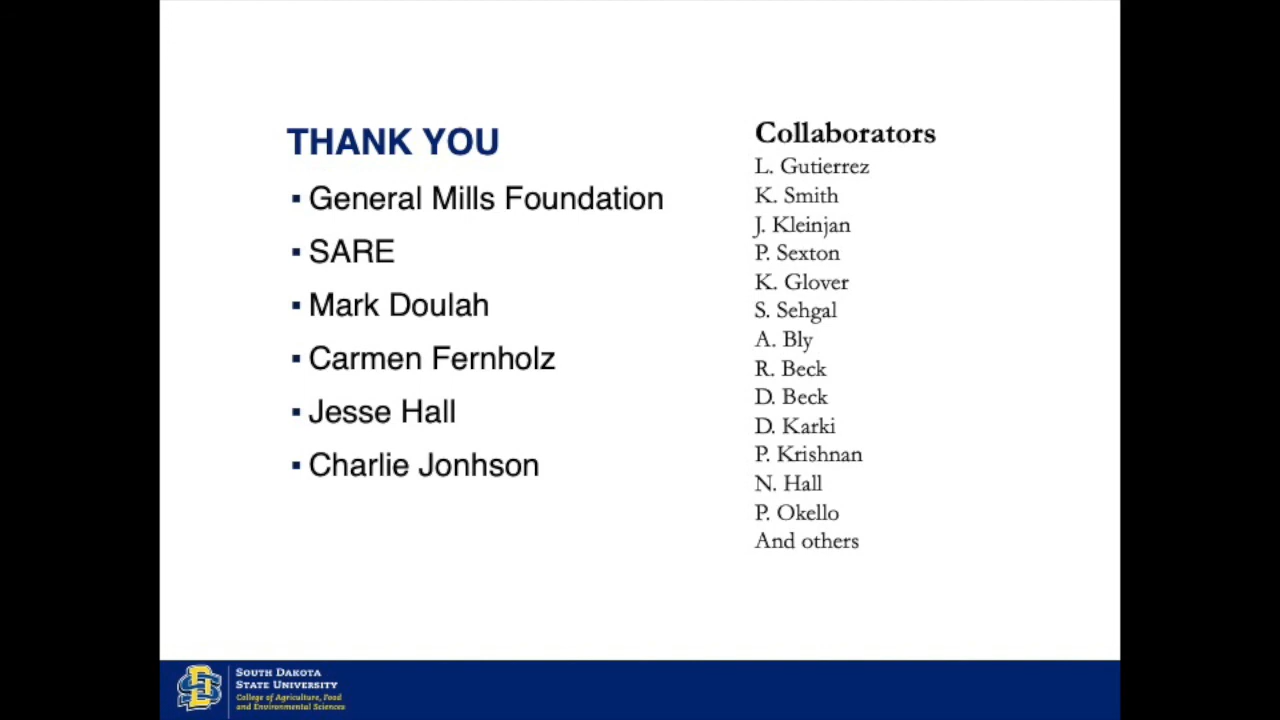 THANK YOU
▪ General Mills Foundation
▪ SARE
▪ Mark Doulah
▪ Carmen Fernholz
▪ Jesse Hall
▪ Charlie Jonhson
Collaborators
L. Gutierrez
K. Smith
J. Kleinjan
P. Sexton
K. Glover
S. Sehgal
A. Bly
R. Beck
D. Beck
D. Karki
P. Krishnan
N. Hall
P. Okello
And others
SOUTH DAKOTA
STATE UNIVERSITY
College of Agriculture, Food
and Environmental Sciences